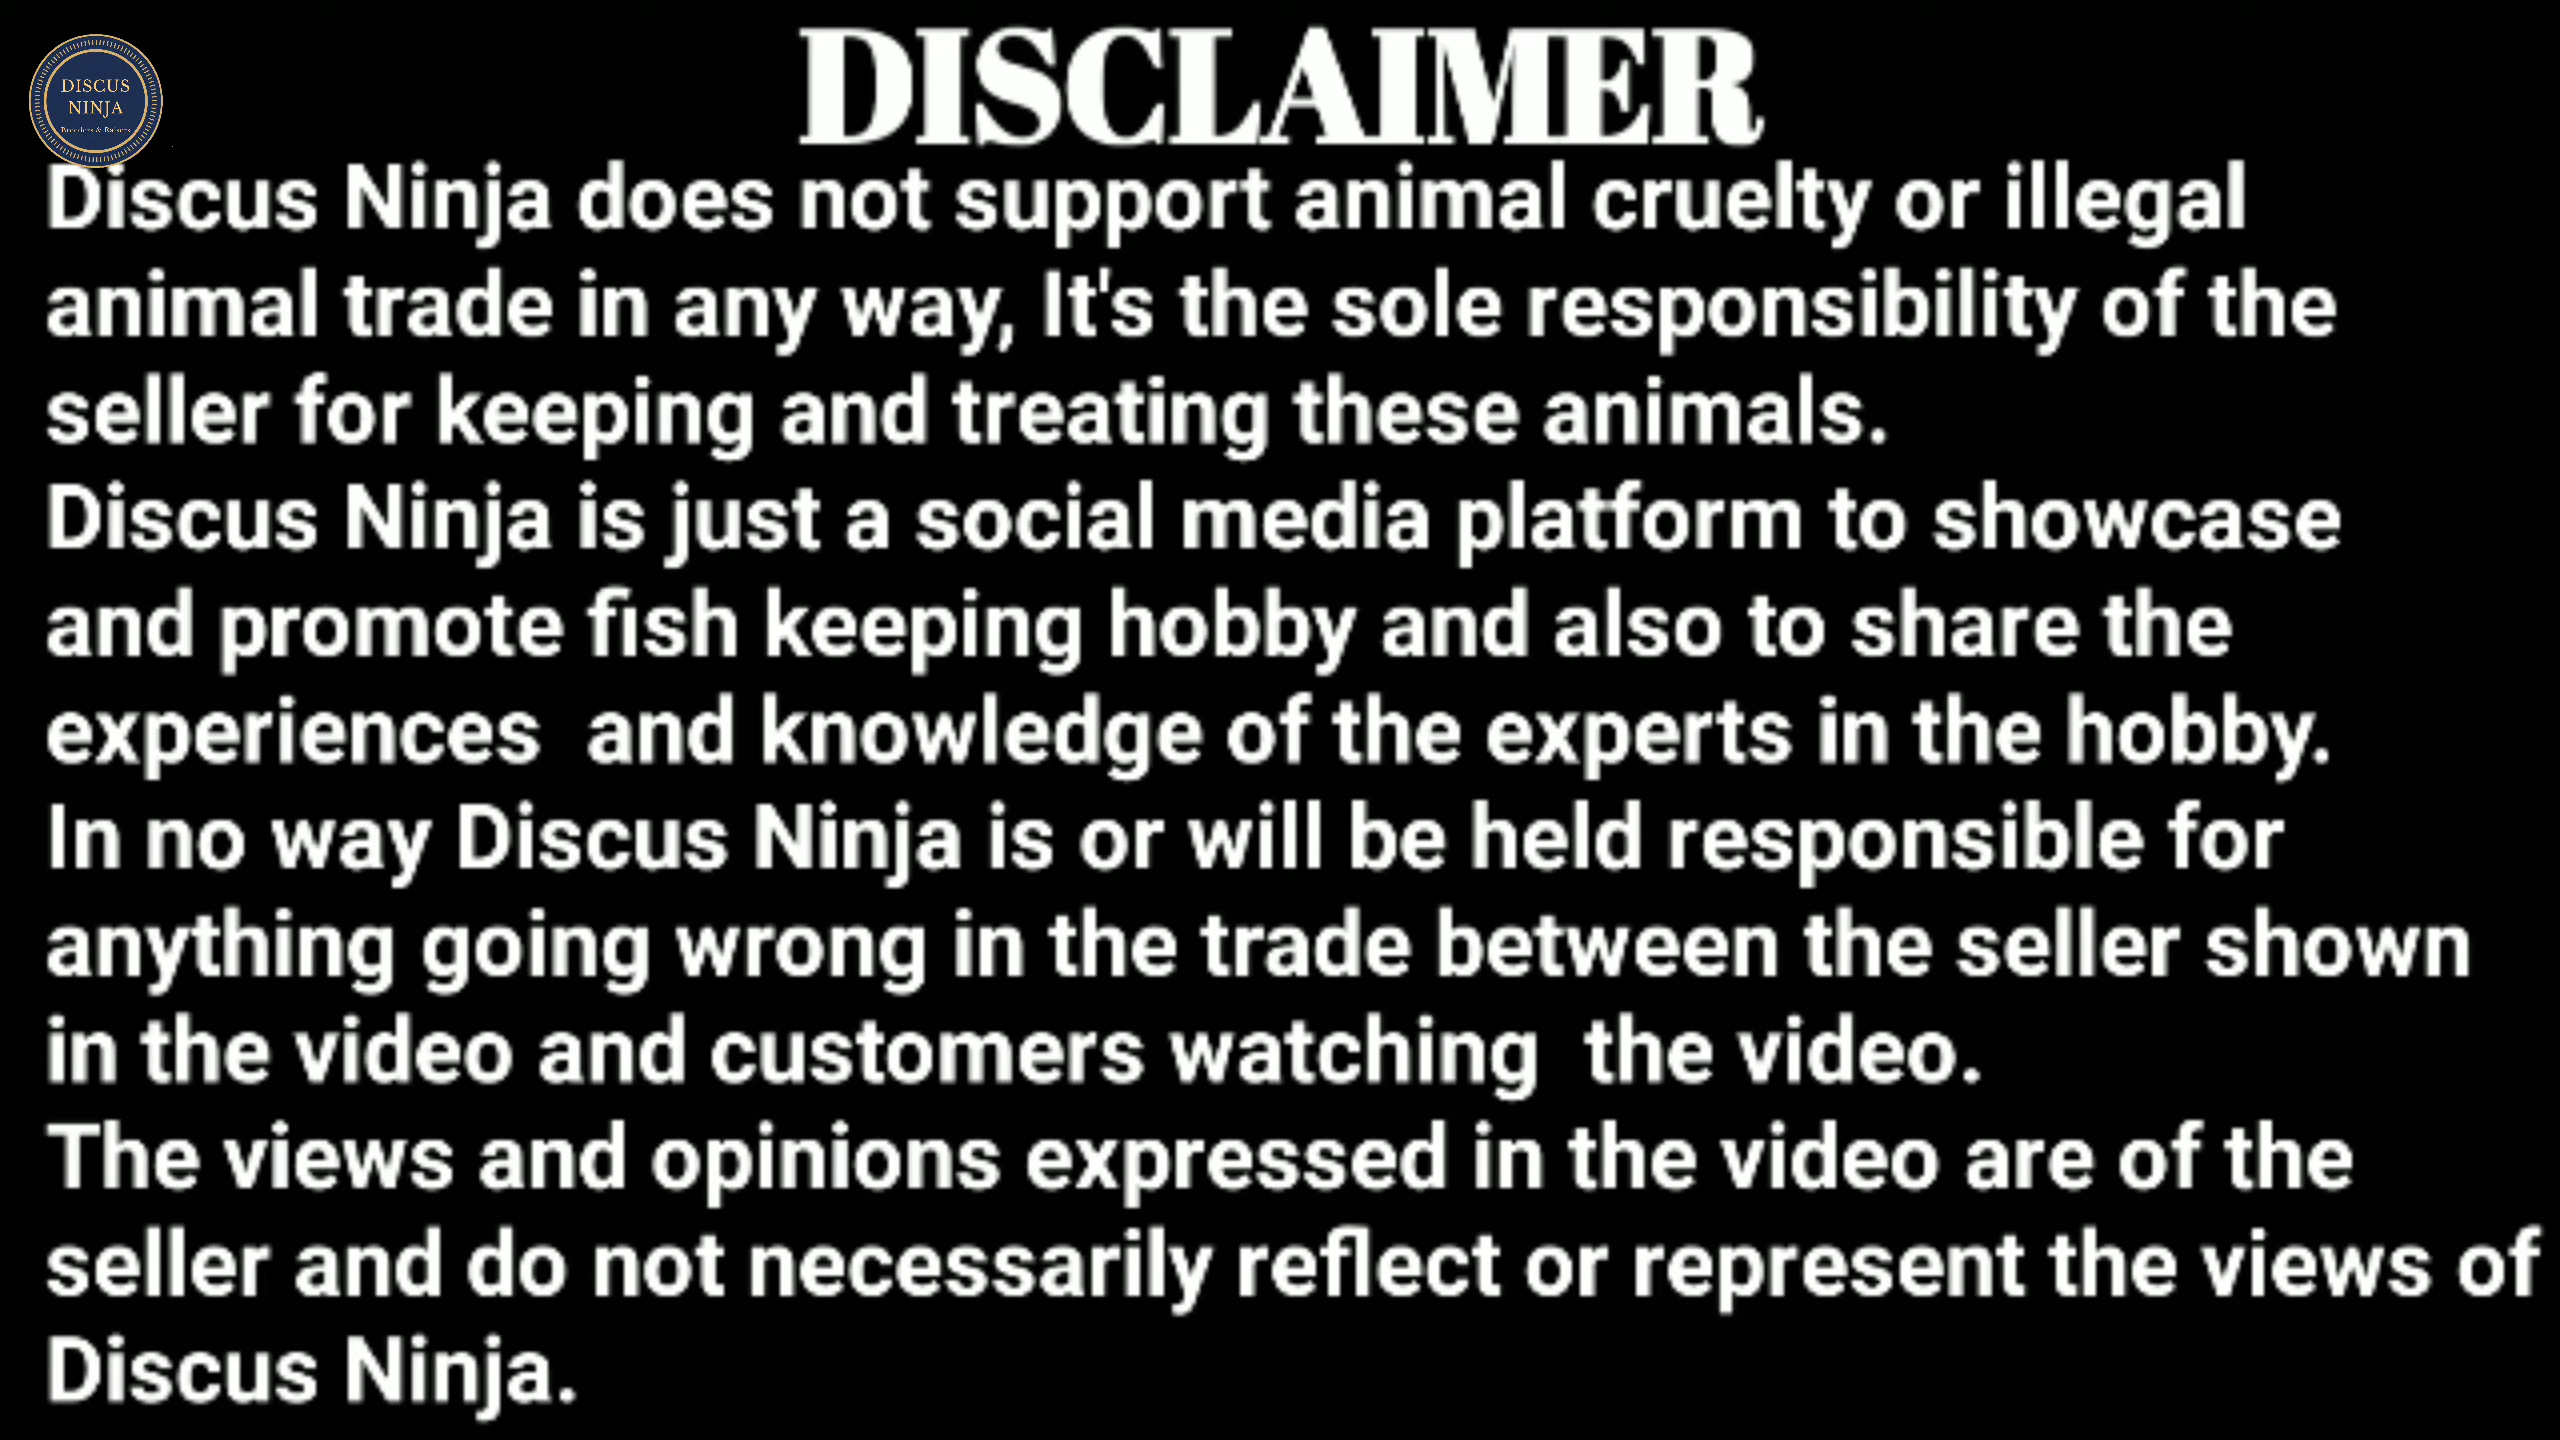 DISCLAIMER
DISCUS
NINJA
Breeders & Raisers
Discus Ninja does not support animal cruelty or illegal
animal trade in any way, It's the sole responsibility of the
seller for keeping and treating these animals.
Discus Ninja is just a social media platform to showcase
and promote fish keeping hobby and also to share the
experiences  and knowledge of the experts in the hobby.
In no way Discus Ninja is or will be held responsible for
anything going wrong in the trade between the seller shown
in the video and customers watching  the video.
The views and opinions expressed in the video are of the
seller and do not necessarily reflect or represent the views of
Discus Ninja.